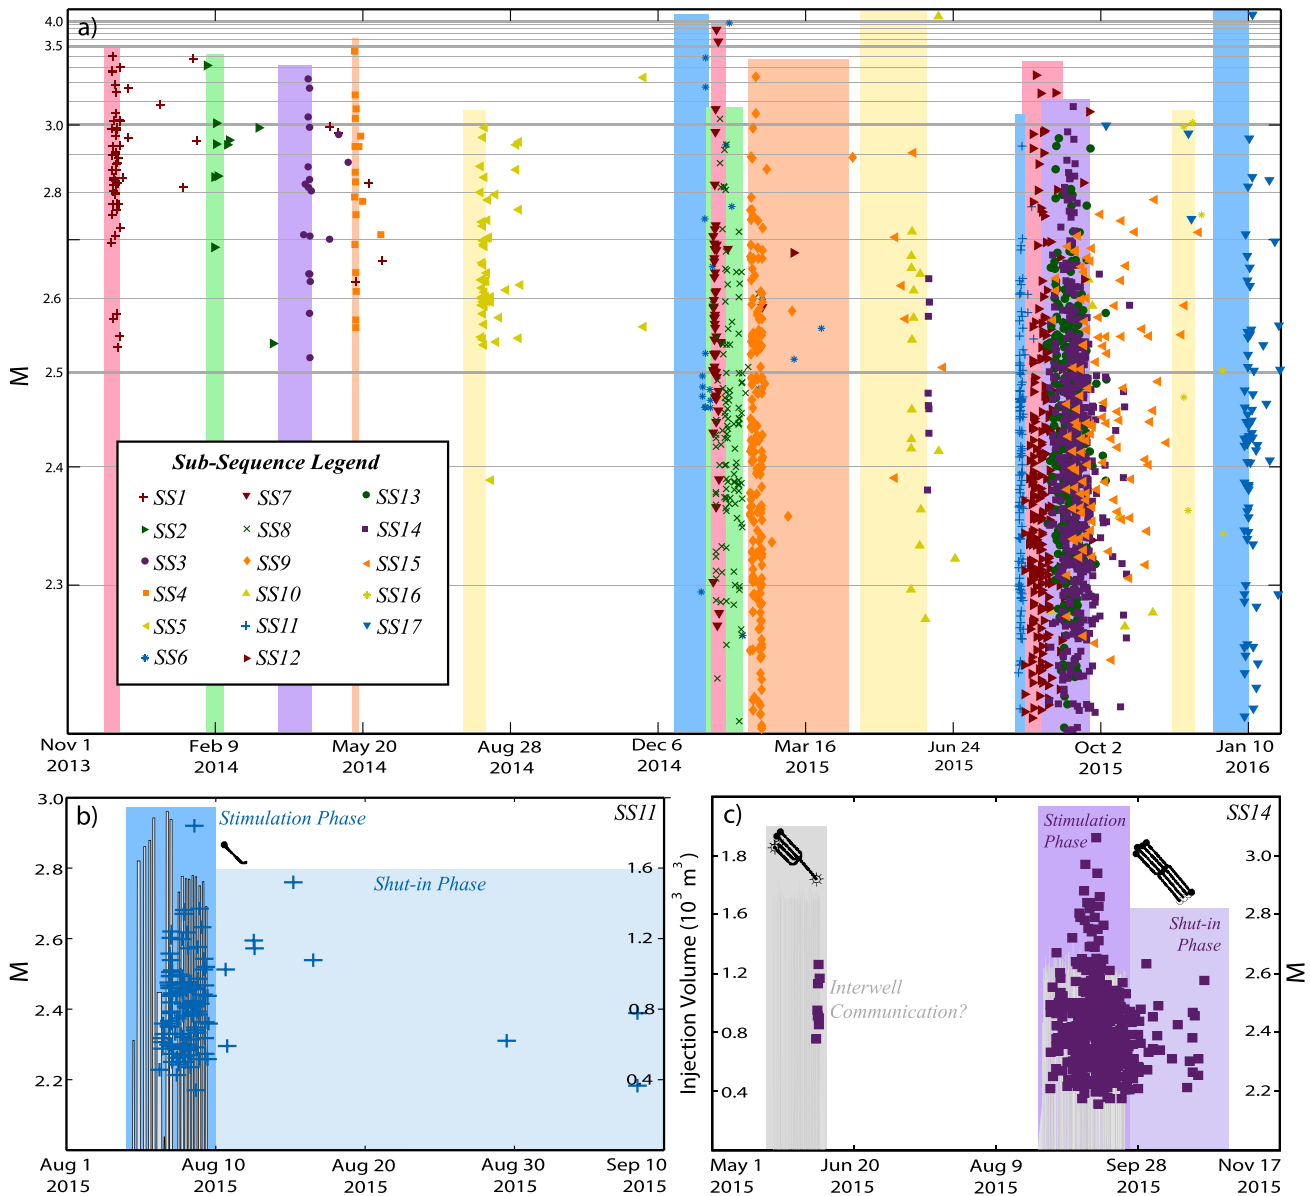 a)
4.0
3.5
3.0
2.8
2.6
2.5
2.4
2.3
M
Sub-Sequence Legend
SS1
SS2
SS3
SS4
SS5
SS6
SS7
SS8
SS9
SS10
SS11
SS12
SS13
SS14
SS15
SS16
SS17
Nov 1
2013
Feb 9
2014
May 20
2014
Aug 28
2014
Dec 6
2014
Mar 16
2015
Jun 24
2015
Oct 2
2015
Jan 10
2016
b)
SS11
Stimulation Phase
Shut-in Phase
3.0
2.8
2.6
2.4
2.2
M
1.6
1.2
0.8
0.4
Aug 1
2015
Aug 10
2015
Aug 20
2015
Aug 30
2015
Sep 10
2015
c)
SS14
Stimulation
Phase
Shut-in
Phase
Interwell
Communication?
Injection Volume (10³ m³)
1.8
1.6
1.2
0.8
0.4
3.0
2.8
2.6
2.4
2.2
M
May 1
2015
Jun 20
2015
Aug 9
2015
Sep 28
2015
Nov 17
2015